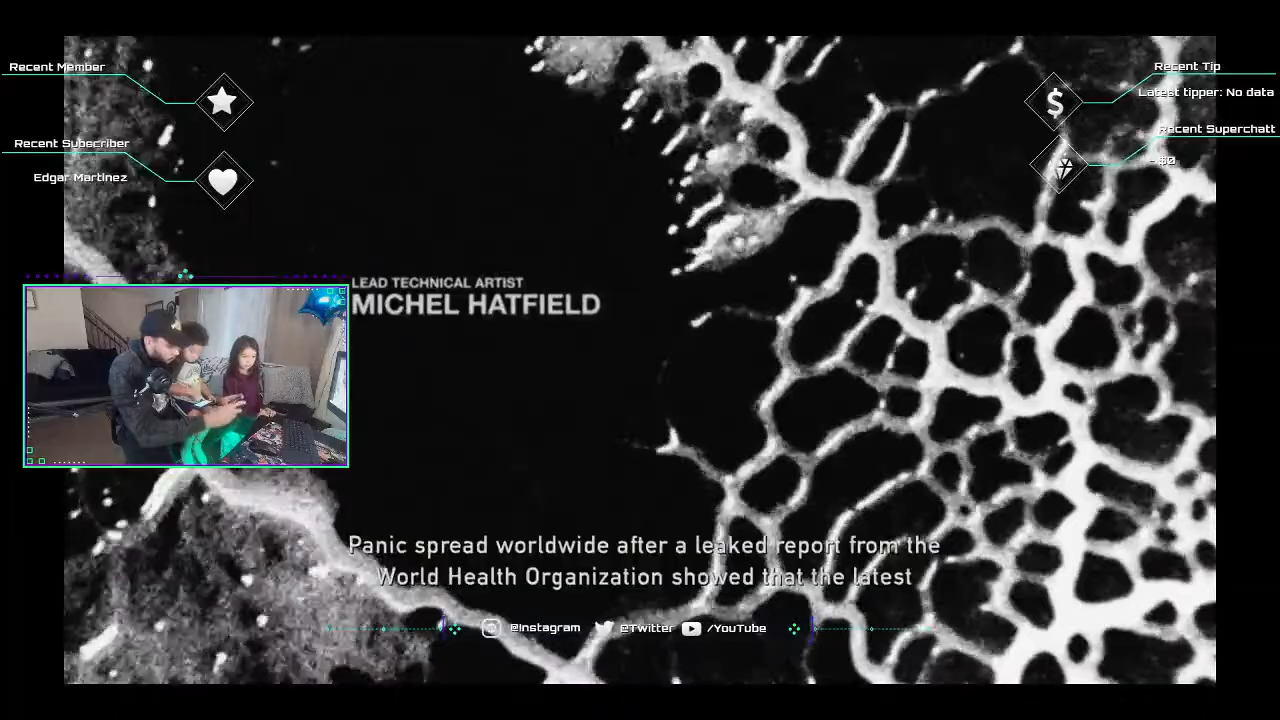 Recent Member
Recent Subscriber
Edgar Martinez
Recent Tip
Latest tipper: No data
Recent Superchatt
- $0
LEAD TECHNICAL ARTIST
MICHEL HATFIELD
Panic spread worldwide after a leaked report from the
World Health Organization showed that the latest
@Instagram @Twitter /YouTube